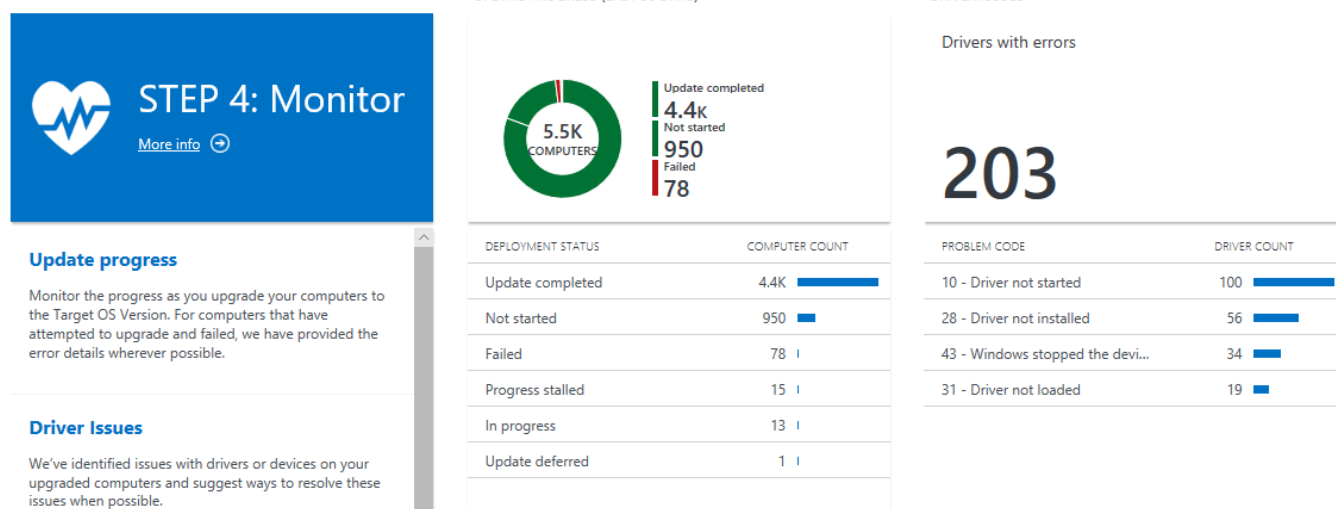 STEP 4: Monitor
More info
Update progress
Monitor the progress as you upgrade your computers to
the Target OS Version. For computers that have
attempted to upgrade and failed, we have provided the
error details wherever possible.
Driver Issues
We've identified issues with drivers or devices on your
upgraded computers and suggest ways to resolve these
issues when possible.
5.5K
COMPUTERS
Update completed
4.4K
Not started
950
Failed
78
DEPLOYMENT STATUS COMPUTER COUNT
Update completed 4.4K
Not started 950
Failed 78
Progress stalled 15
In progress 13
Update deferred 1
Drivers with errors
203
PROBLEM CODE DRIVER COUNT
10 - Driver not started 100
28 - Driver not installed 56
43 - Windows stopped the devi... 34
31 - Driver not loaded 19